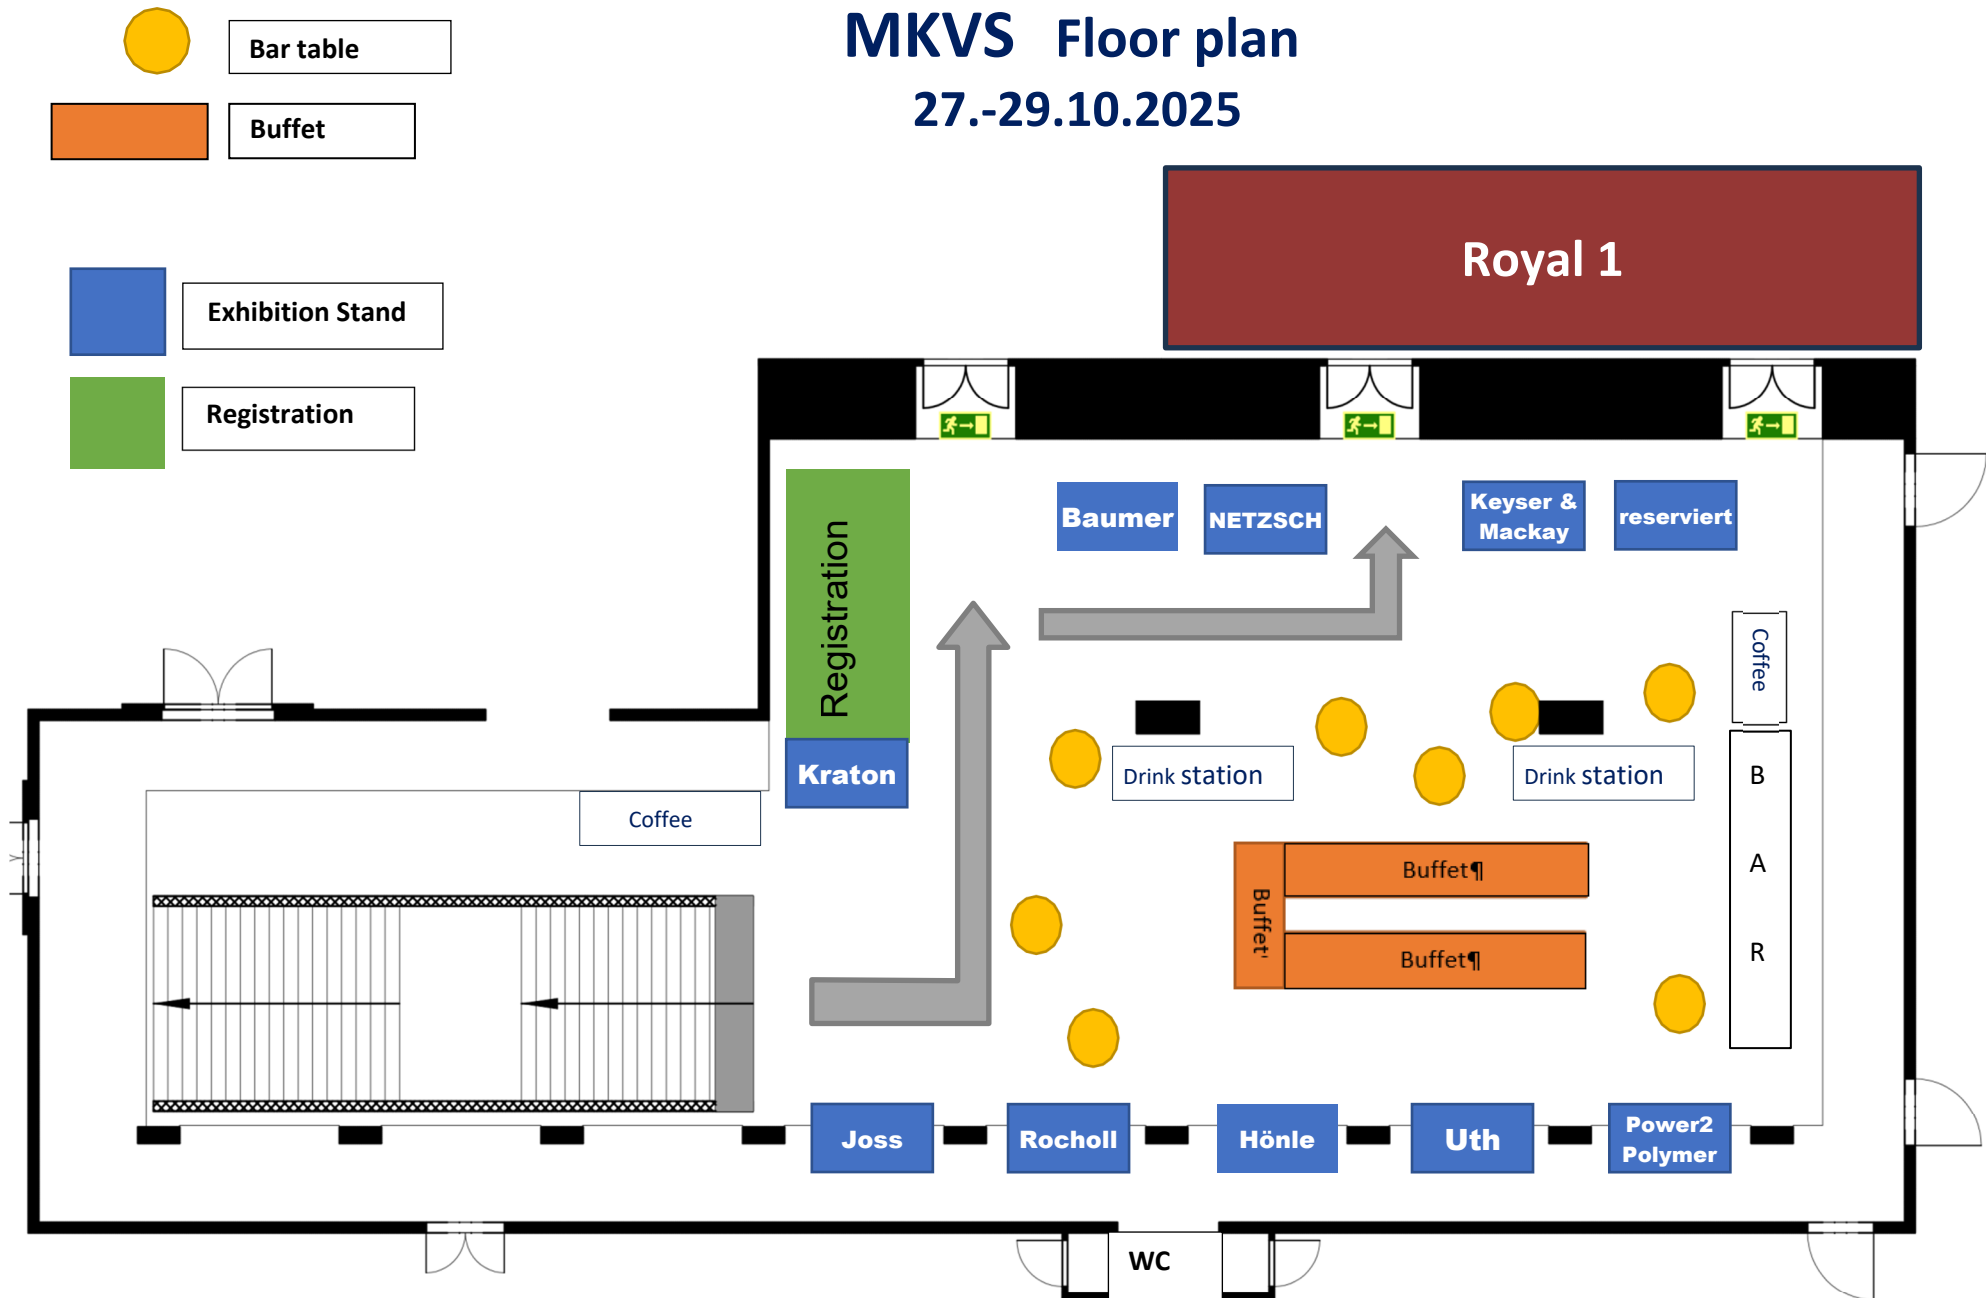 MKVS Floor plan
27.-29.10.2025
Bar table
Buffet
Exhibition Stand
Registration
Royal 1
Registration
Baumer
NETZSCH
Keyser &
Mackay
reserviert
Coffee
Kraton
Coffee
Drink station
Drink station
B
A
R
Buffet¶
Buffet'
Buffet¶
Joss
Rocholl
Hönle
Uth
Power2
Polymer
WC